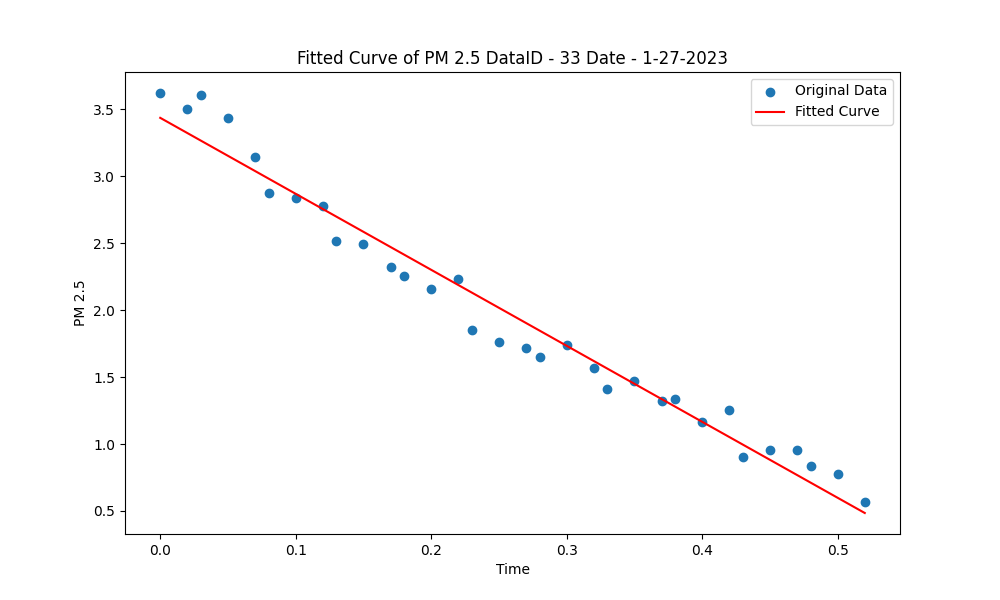 Fitted Curve of PM 2.5 DataID - 33 Date - 1-27-2023
Original Data
Fitted Curve
PM 2.5
3.5
3.0
2.5
2.0
1.5
1.0
0.5
0.0 0.1 0.2 0.3 0.4 0.5
Time